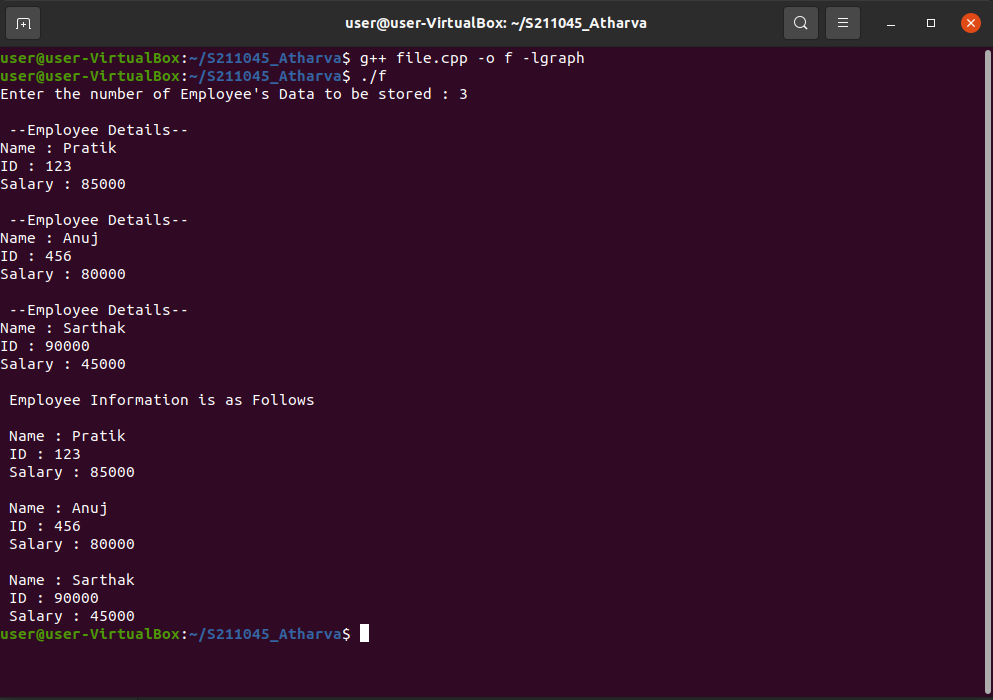 user@user-VirtualBox: ~/S211045_Atharva
user@user-VirtualBox:~/S211045_Atharva$ g++ file.cpp -o f -lgraph
user@user-VirtualBox:~/S211045_Atharva$ ./f
Enter the number of Employee's Data to be stored : 3
--Employee Details--
Name : Pratik
ID : 123
Salary : 85000
--Employee Details--
Name : Anuj
ID : 456
Salary : 80000
--Employee Details--
Name : Sarthak
ID : 90000
Salary : 45000
Employee Information is as Follows
Name : Pratik
ID : 123
Salary : 85000
Name : Anuj
ID : 456
Salary : 80000
Name : Sarthak
ID : 90000
Salary : 45000
user@user-VirtualBox:~/S211045_Atharva$